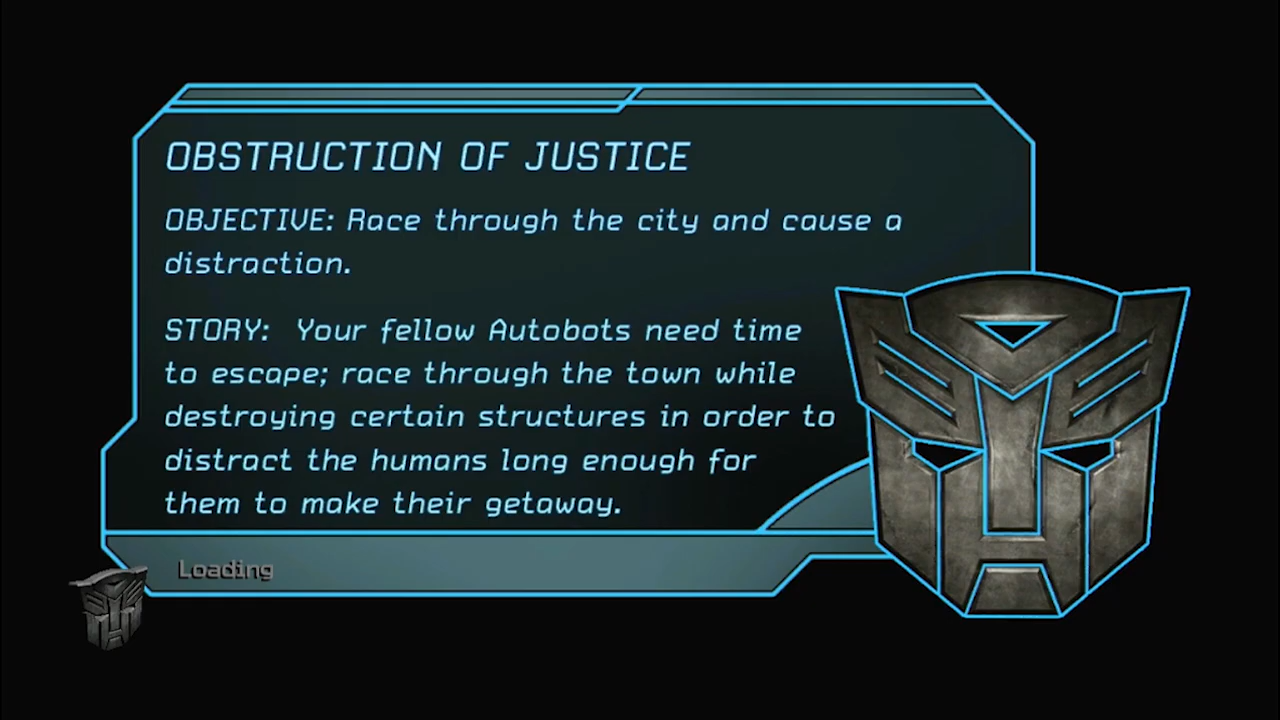 OBSTRUCTION OF JUSTICE
OBJECTIVE: Race through the city and cause a
distraction.
STORY: Your fellow Autobots need time
to escape; race through the town while
destroying certain structures in order to
distract the humans long enough for
them to make their getaway.
Loading